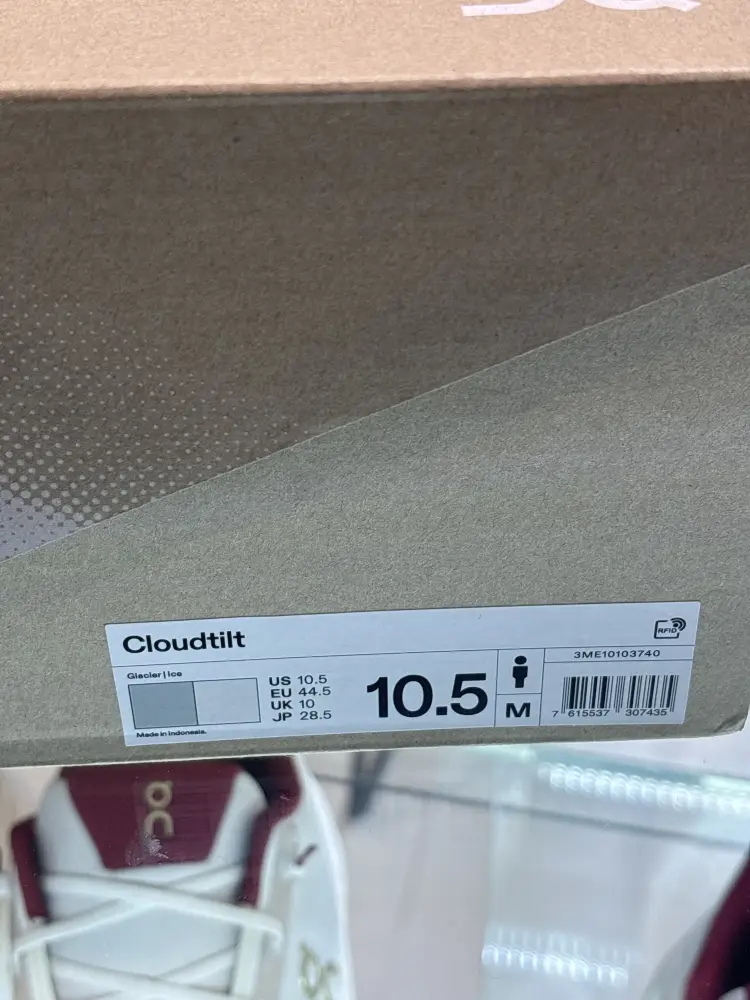 Cloudtilt
RFID
Glacier | Ice
US 10.5
EU 44.5
UK 10
JP 28.5
10.5
M
3ME10103740
7 615537 307435
Made in Indonesia.